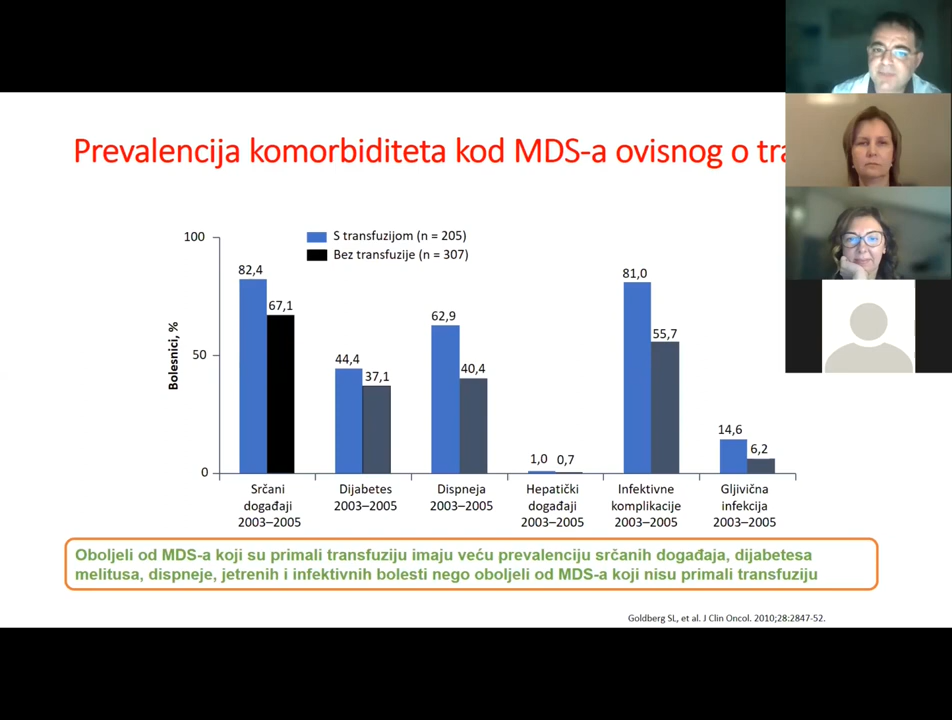 Prevalencija komorbiditeta kod MDS-a ovisnog o
S transfuzijom (n = 205)
Bez transfuzije (n = 307)
Bolesnici, %
100
50
0
82,4
67,1
44,4
37,1
62,9
40,4
1,0
0,7
81,0
55,7
14,6
6,2
Srčani
događaji
2003–2005
Dijabetes
2003–2005
Dispneja
2003–2005
Hepatički
događaji
2003–2005
Infektivne
komplikacije
2003–2005
Gljivična
infekcija
2003–2005
Oboljeli od MDS-a koji su primali transfuziju imaju veću prevalenciju srčanih događaja, dijabetesa
melitusa, dispneje, jetrenih i infektivnih bolesti nego oboljeli od MDS-a koji nisu primali transfuziju
Goldberg SL, et al. J Clin Oncol. 2010;28:2847-52.